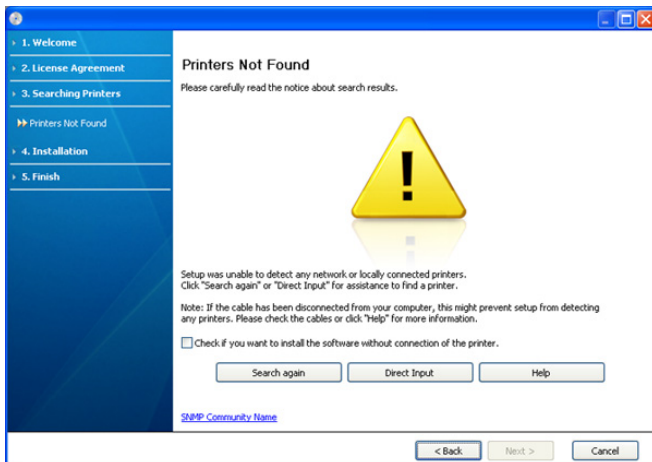 1. Welcome
2. License Agreement
3. Searching Printers
Printers Not Found
4. Installation
5. Finish
Printers Not Found
Please carefully read the notice about search results.
Setup was unable to detect any network or locally connected printers.
Click "Search again" or "Direct Input" for assistance to find a printer.
Note: If the cable has been disconnected from your computer, this might prevent setup from detecting
any printers. Please check the cables or click "Help" for more information.
Check if you want to install the software without connection of the printer.
Search again
Direct Input
Help
SNMP Community Name
< Back
Next >
Cancel